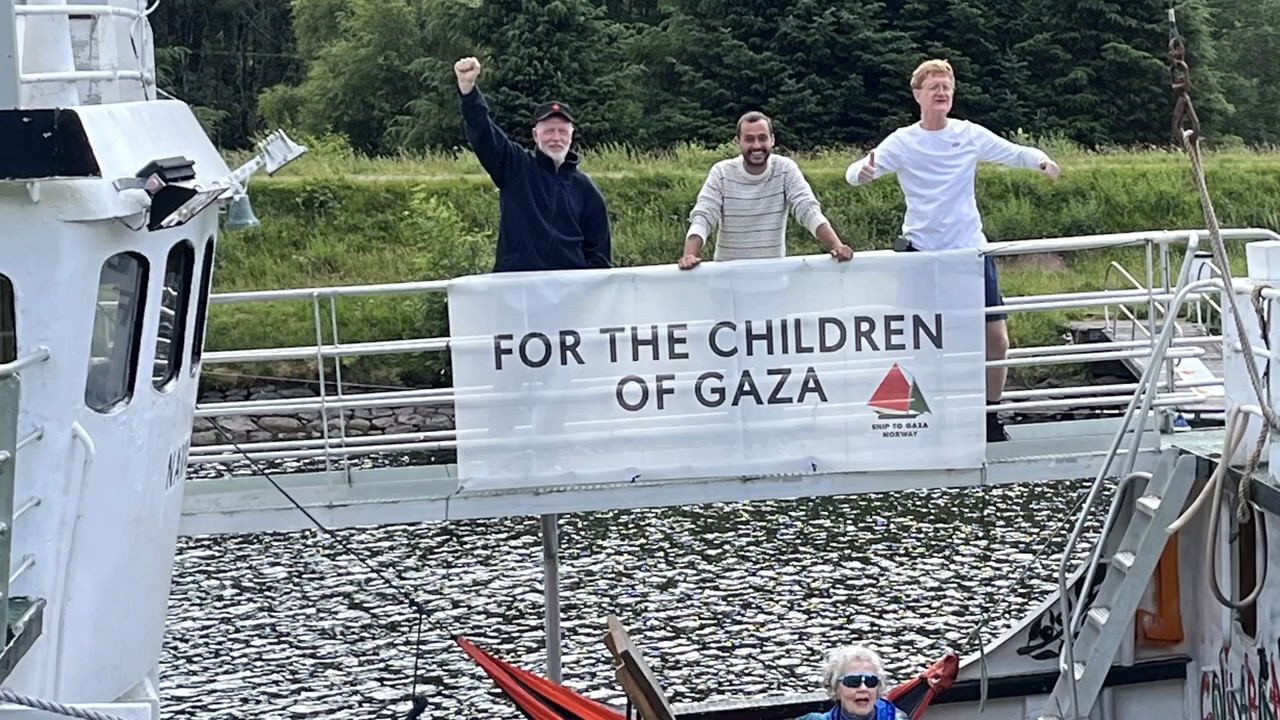 FOR THE CHILDREN
OF GAZA
SHIP TO GAZA
NORWAY